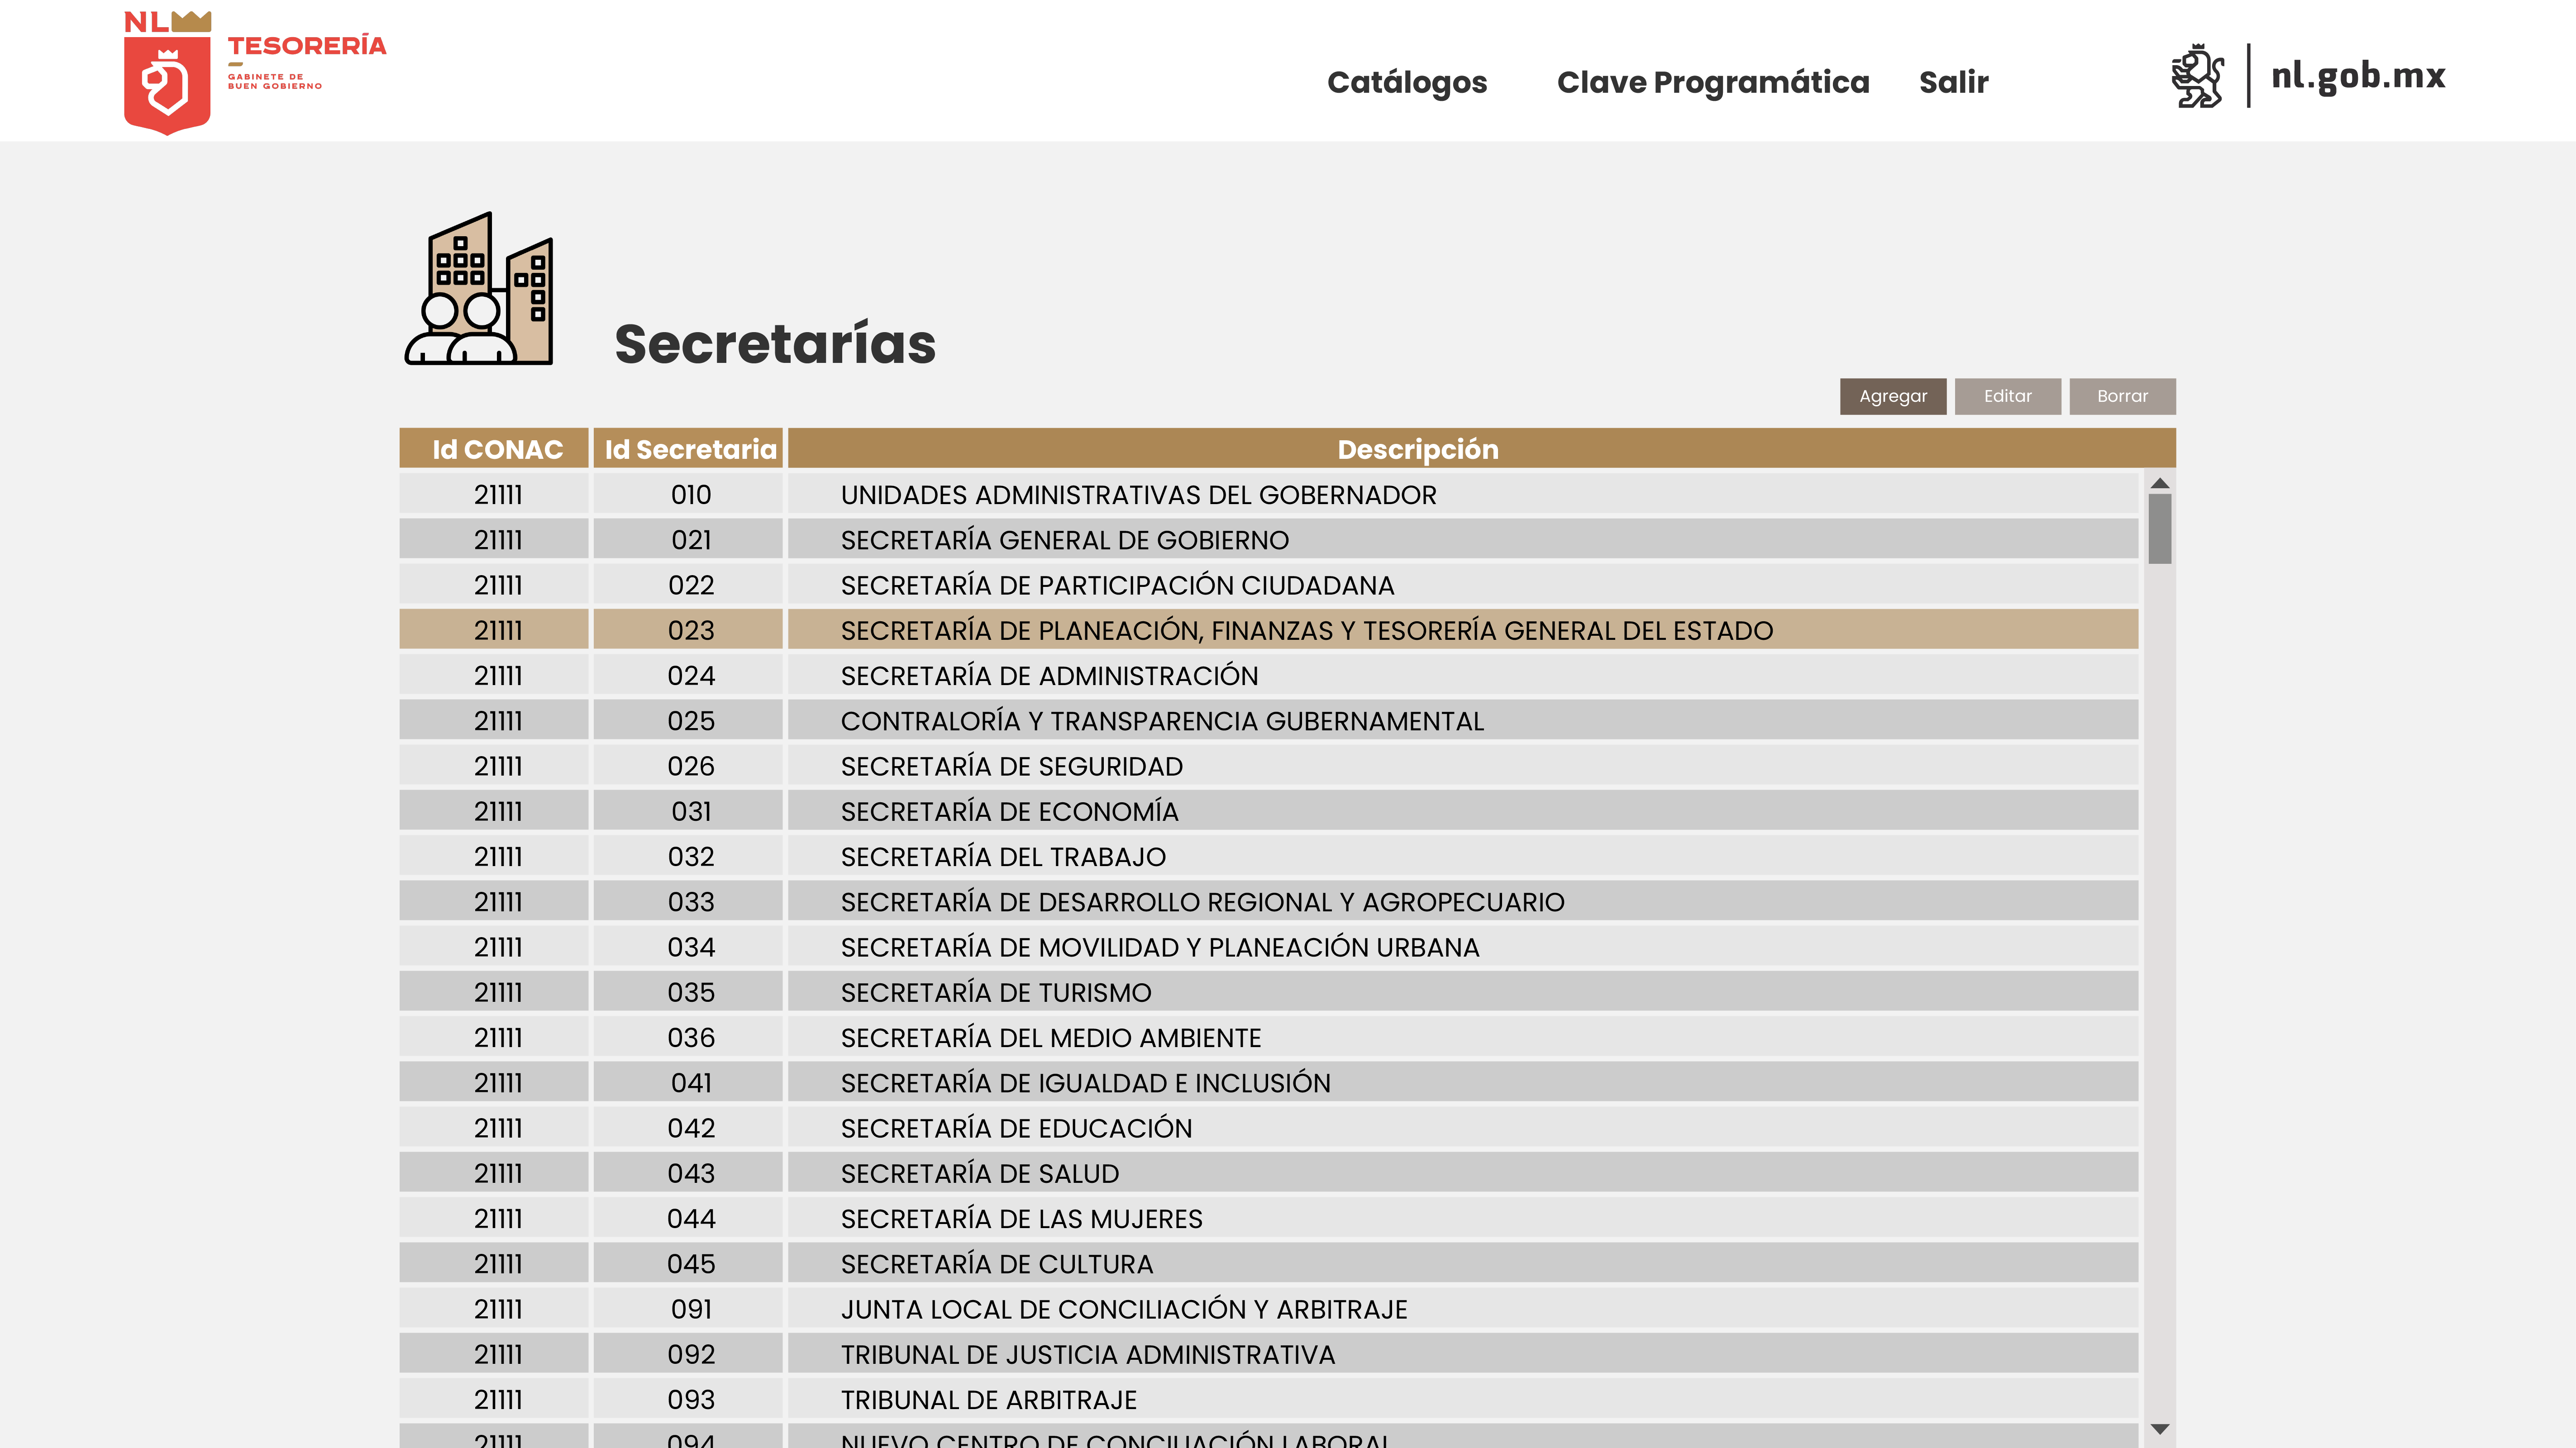 NL
TESORERÍA
GABINETE DE
BUEN GOBIERNO
Catálogos Clave Programática Salir
nl.gob.mx
Secretarías
Agregar Editar Borrar
Id CONAC Id Secretaria Descripción
21111 010 UNIDADES ADMINISTRATIVAS DEL GOBERNADOR
21111 021 SECRETARÍA GENERAL DE GOBIERNO
21111 022 SECRETARÍA DE PARTICIPACIÓN CIUDADANA
21111 023 SECRETARÍA DE PLANEACIÓN, FINANZAS Y TESORERÍA GENERAL DEL ESTADO
21111 024 SECRETARÍA DE ADMINISTRACIÓN
21111 025 CONTRALORÍA Y TRANSPARENCIA GUBERNAMENTAL
21111 026 SECRETARÍA DE SEGURIDAD
21111 031 SECRETARÍA DE ECONOMÍA
21111 032 SECRETARÍA DEL TRABAJO
21111 033 SECRETARÍA DE DESARROLLO REGIONAL Y AGROPECUARIO
21111 034 SECRETARÍA DE MOVILIDAD Y PLANEACIÓN URBANA
21111 035 SECRETARÍA DE TURISMO
21111 036 SECRETARÍA DEL MEDIO AMBIENTE
21111 041 SECRETARÍA DE IGUALDAD E INCLUSIÓN
21111 042 SECRETARÍA DE EDUCACIÓN
21111 043 SECRETARÍA DE SALUD
21111 044 SECRETARÍA DE LAS MUJERES
21111 045 SECRETARÍA DE CULTURA
21111 091 JUNTA LOCAL DE CONCILIACIÓN Y ARBITRAJE
21111 092 TRIBUNAL DE JUSTICIA ADMINISTRATIVA
21111 093 TRIBUNAL DE ARBITRAJE
21111 094 NUEVO CENTRO DE CONCILIACIÓN LABORAL